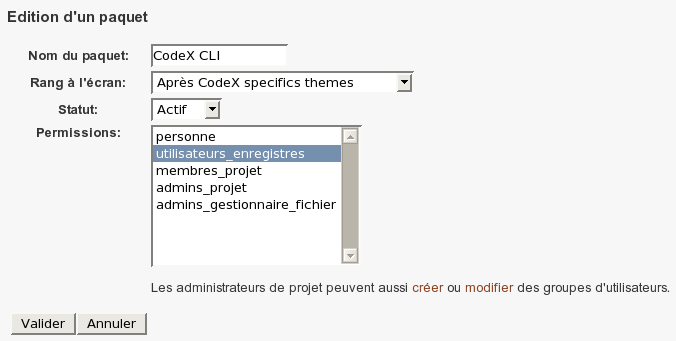 Edition d'un paquet
Nom du paquet: CodeX CLI
Rang à l'écran: Après CodeX specifics themes
Statut: Actif
Permissions:
personne
utilisateurs_enregistres
membres_projet
admins_projet
admins_gestionnaire_fichier
Les administrateurs de projet peuvent aussi créer ou modifier des groupes d'utilisateurs.
Valider Annuler